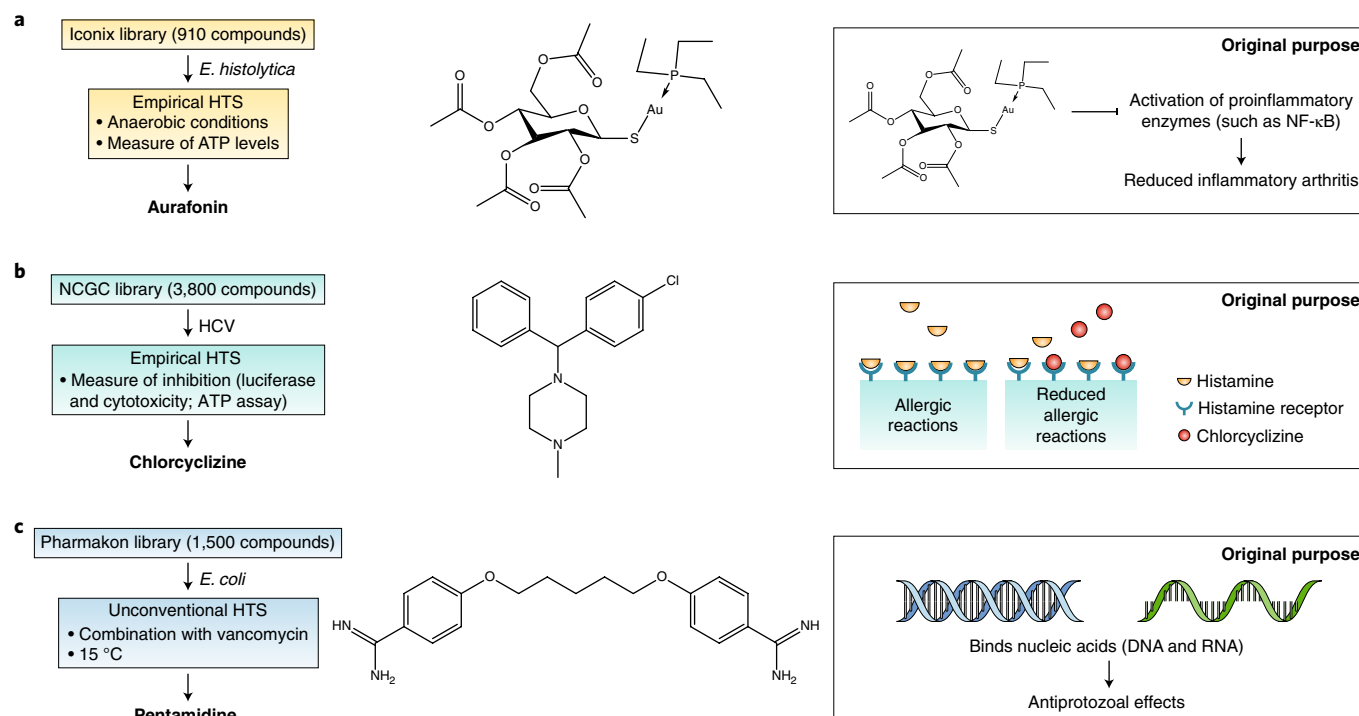 a
Iconix library (910 compounds)
E. histolytica
Empirical HTS
• Anaerobic conditions
• Measure of ATP levels
Aurafonin
O
O
O
O
O
O
O
O
O
S
Au
P
Original purpose
O
O
O
O
O
O
O
O
O
S
Au
P
Activation of proinflammatory
enzymes (such as NF-κB)
Reduced inflammatory arthritis
b
NCGC library (3,800 compounds)
HCV
Empirical HTS
• Measure of inhibition (luciferase
and cytotoxicity; ATP assay)
Chlorcyclizine
Cl
N
N
Original purpose
Allergic
reactions
Reduced
allergic
reactions
Histamine
Histamine receptor
Chlorcyclizine
c
Pharmakon library (1,500 compounds)
E. coli
Unconventional HTS
• Combination with vancomycin
• 15 °C
Pentamidine
O
O
HN
NH2
NH
NH2
Original purpose
Binds nucleic acids (DNA and RNA)
Antiprotozoal effects